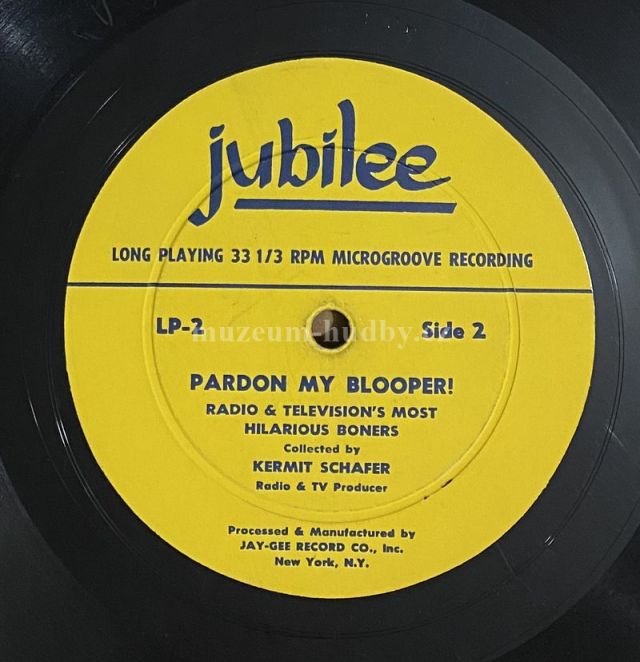 jubilee
LONG PLAYING 33 1/3 RPM MICROGROOVE RECORDING
LP-2 Side 2
muzeum-hudby.cz
PARDON MY BLOOPER!
RADIO & TELEVISION'S MOST
HILARIOUS BONERS
Collected by
KERMIT SCHAFER
Radio & TV Producer
Processed & Manufactured by
JAY-GEE RECORD CO., Inc.
New York, N.Y.